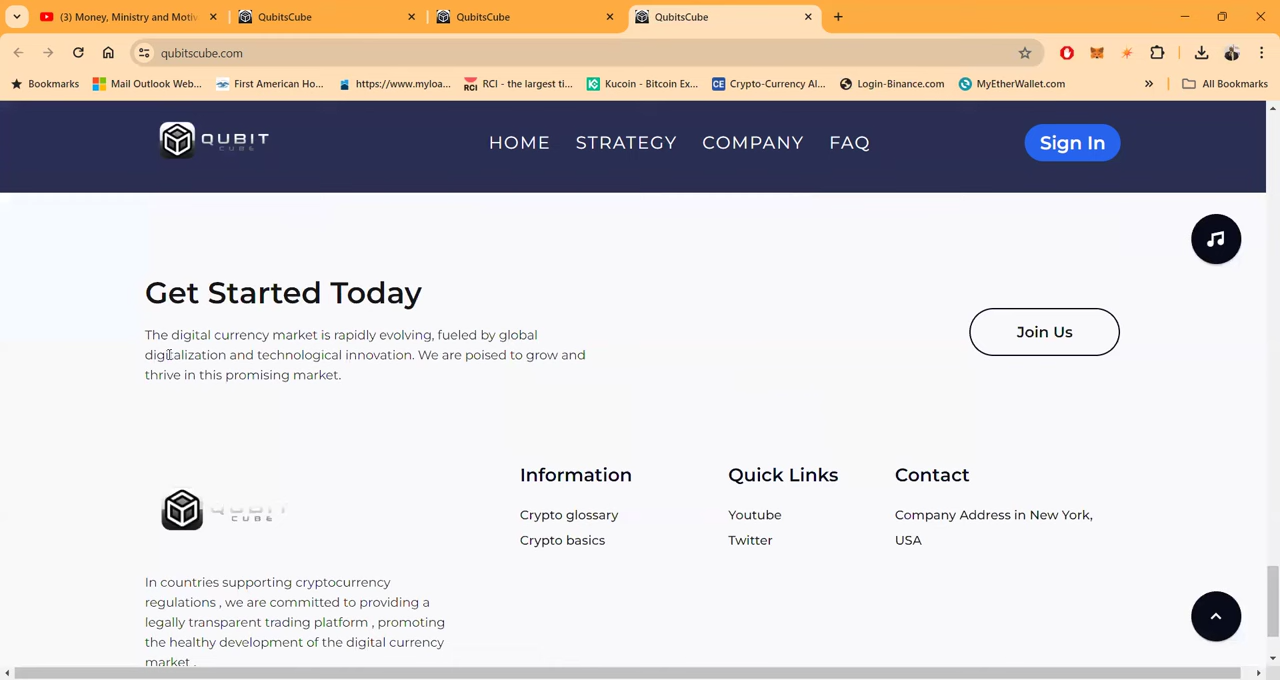 (3) Money, Ministry and Motiv
QubitsCube
QubitsCube
QubitsCube
qubitscube.com
Bookmarks
Mail Outlook Web...
First American Ho...
https://www.myloa...
RCI - the largest ti...
Kucoin - Bitcoin Ex...
Crypto-Currency Al...
Login-Binance.com
MyEtherWallet.com
All Bookmarks
QUBIT
CUBE
HOME
STRATEGY
COMPANY
FAQ
Sign In
Get Started Today
The digital currency market is rapidly evolving, fueled by global
digitalization and technological innovation. We are poised to grow and
thrive in this promising market.
Join Us
QUBIT
CUBE
In countries supporting cryptocurrency
regulations , we are committed to providing a
legally transparent trading platform , promoting
the healthy development of the digital currency
market .
Information
Crypto glossary
Crypto basics
Quick Links
Youtube
Twitter
Contact
Company Address in New York,
USA